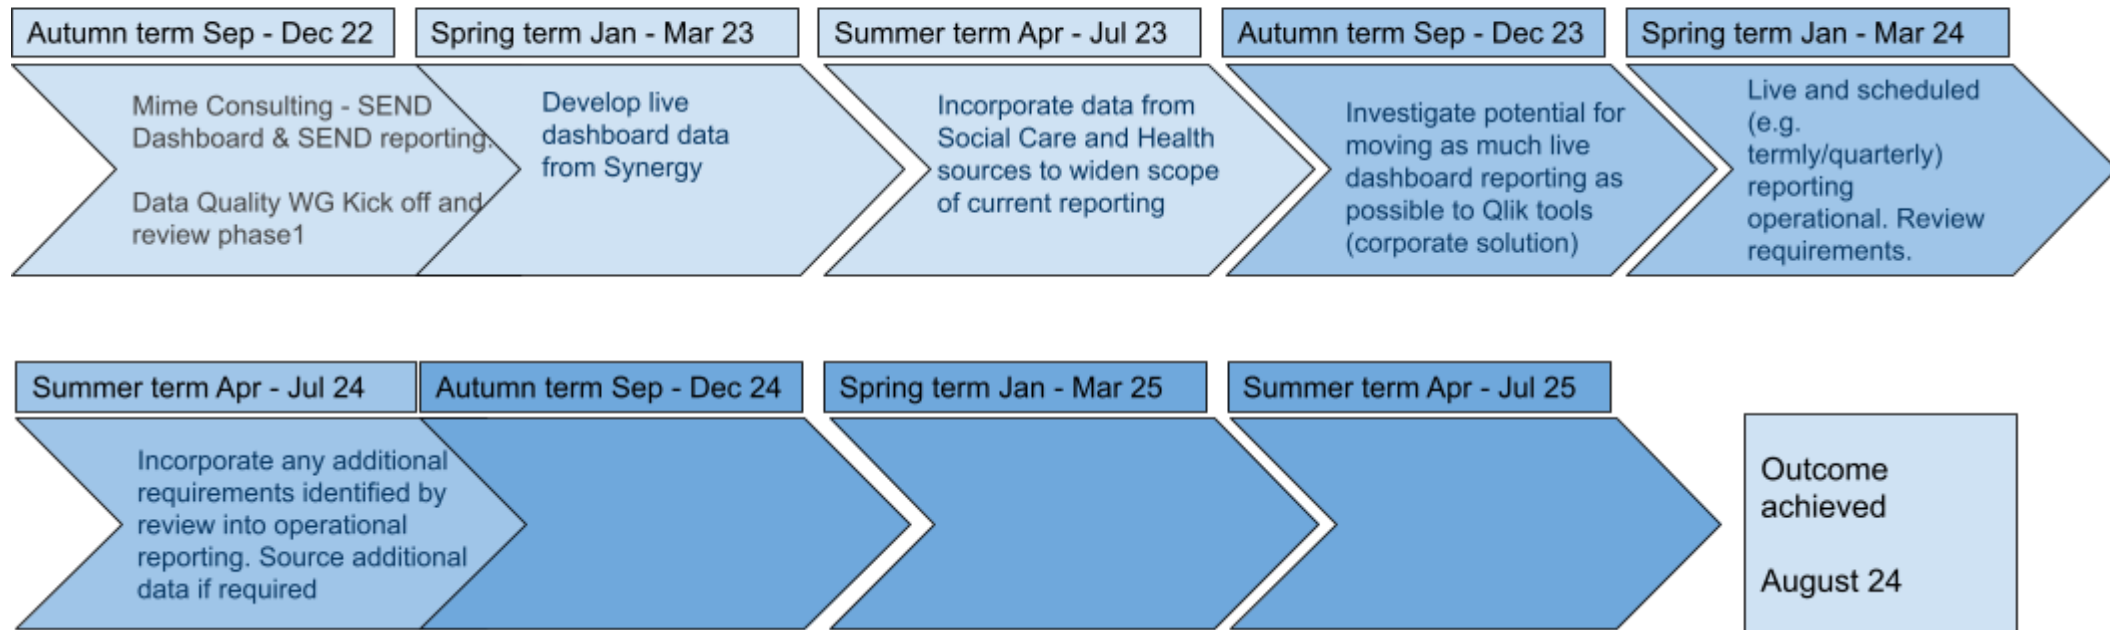 Autumn term Sep - Dec 22
Spring term Jan - Mar 23
Summer term Apr - Jul 23
Autumn term Sep - Dec 23
Spring term Jan - Mar 24
Mime Consulting - SEND
Dashboard & SEND reporting.
Data Quality WG Kick off and
review phase1
Develop live
dashboard data
from Synergy
Incorporate data from
Social Care and Health
sources to widen scope
of current reporting
Investigate potential for
moving as much live
dashboard reporting as
possible to Qlik tools
(corporate solution)
Live and scheduled
(e.g.
termly/quarterly)
reporting
operational. Review
requirements.
Summer term Apr - Jul 24
Autumn term Sep - Dec 24
Spring term Jan - Mar 25
Summer term Apr - Jul 25
Incorporate any additional
requirements identified by
review into operational
reporting. Source additional
data if required
Outcome
achieved
August 24